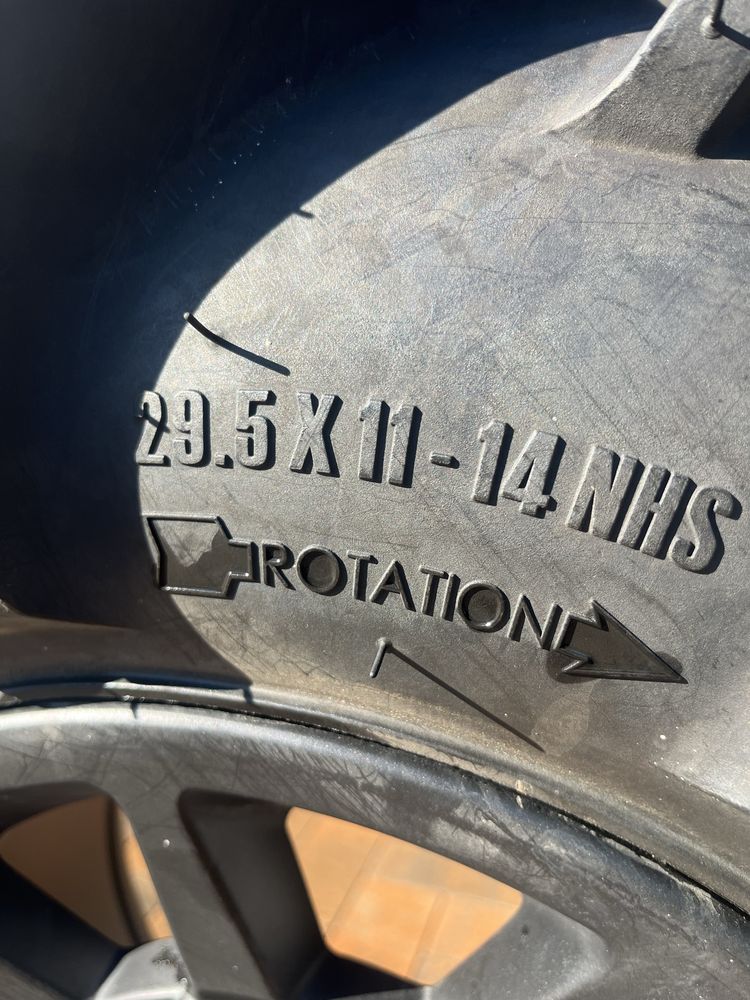 29.5 X 11 - 14 NHS
ROTATION